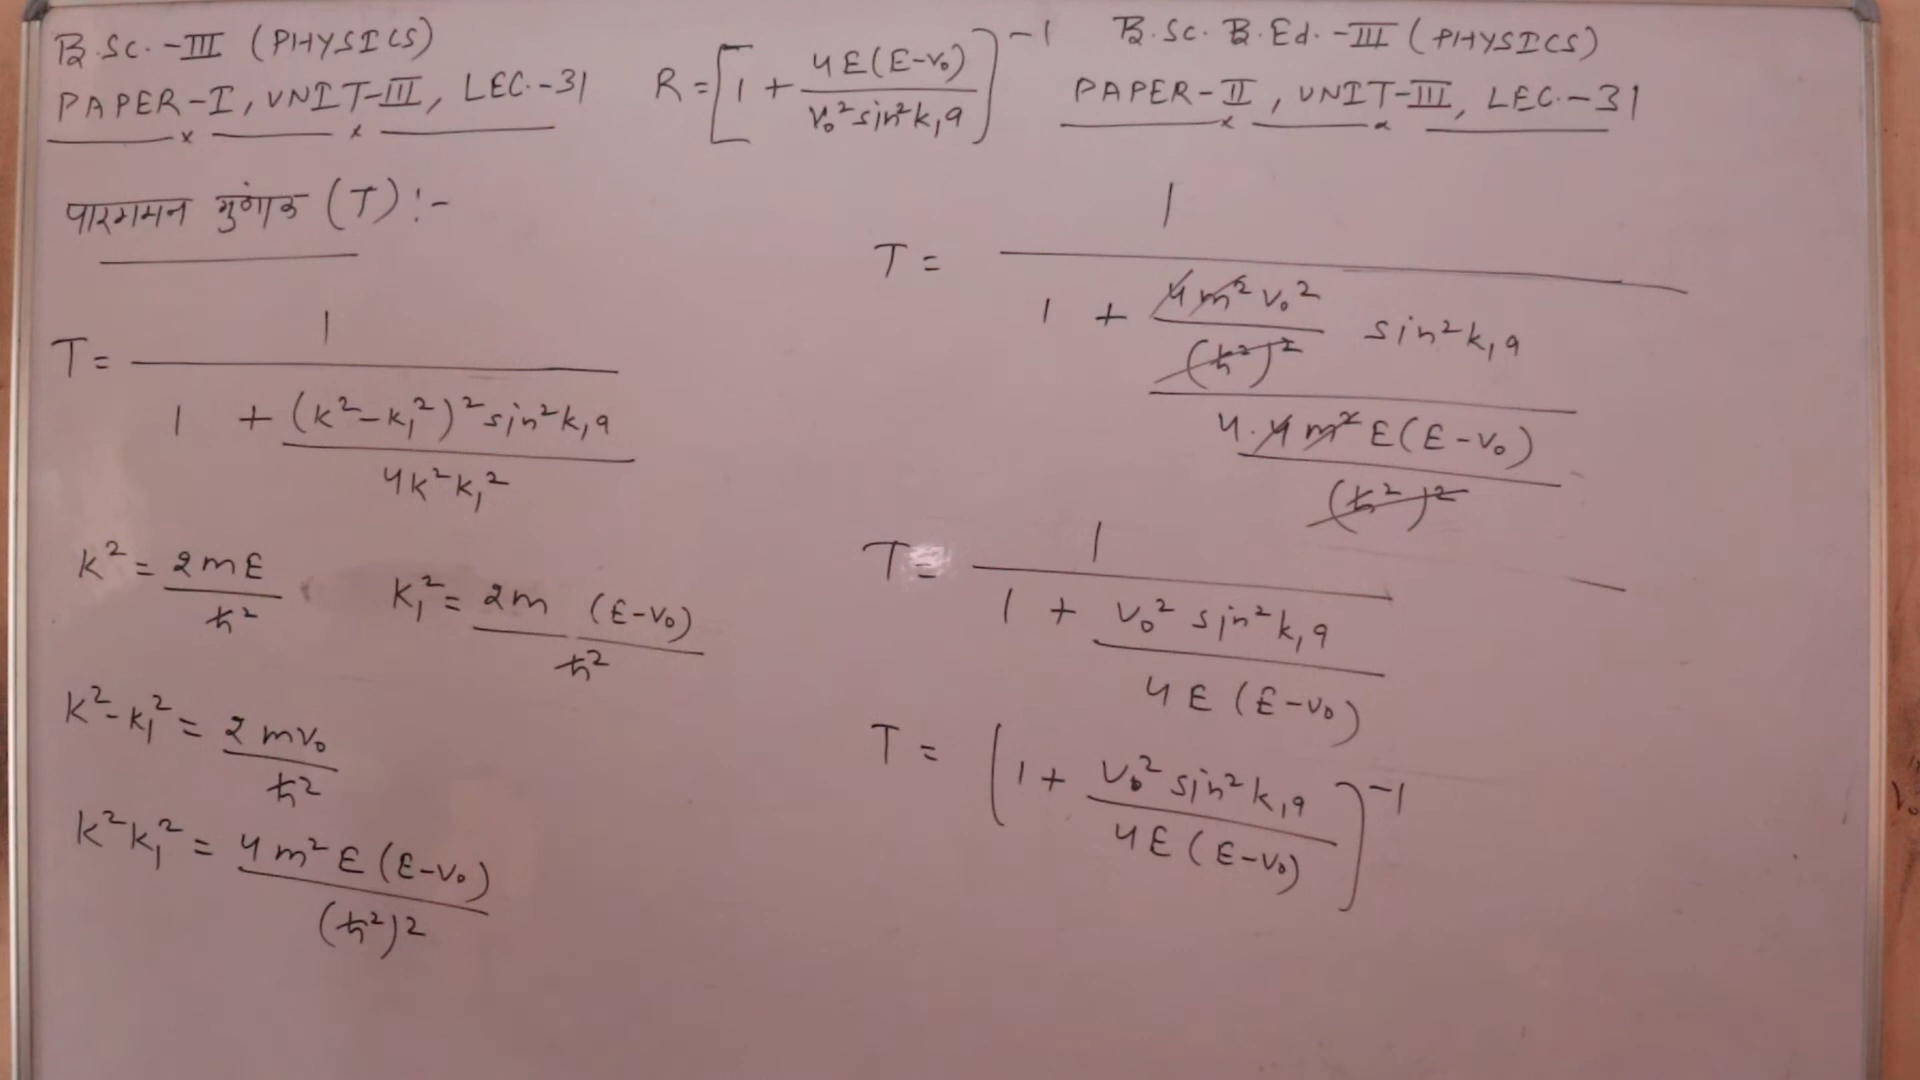 B.Sc.-III (PHYSICS)
PAPER-I, UNIT-III, LEC.-31
R = [1 + 4E(E-V₀) / V₀² sin²k₁a]⁻¹
B.Sc. B.Ed.-III (PHYSICS)
PAPER-II, UNIT-III, LEC.-31
पारगमन गुणांक (T) :-
T = 1 / (1 + (k²-k₁²)² sin²k₁a / 4k²k₁²)
k² = 2mE / ħ²    k₁² = 2m (E-V₀) / ħ²
k²-k₁² = 2mV₀ / ħ²
k²k₁² = 4m²E(E-V₀) / (ħ²)²
T = 1 / (1 + (4m²V₀² / (ħ²)²) sin²k₁a / (4.4m²E(E-V₀) / (ħ²)²))
T = 1 / (1 + V₀² sin²k₁a / 4E(E-V₀))
T = [1 + V₀² sin²k₁a / 4E(E-V₀)]⁻¹